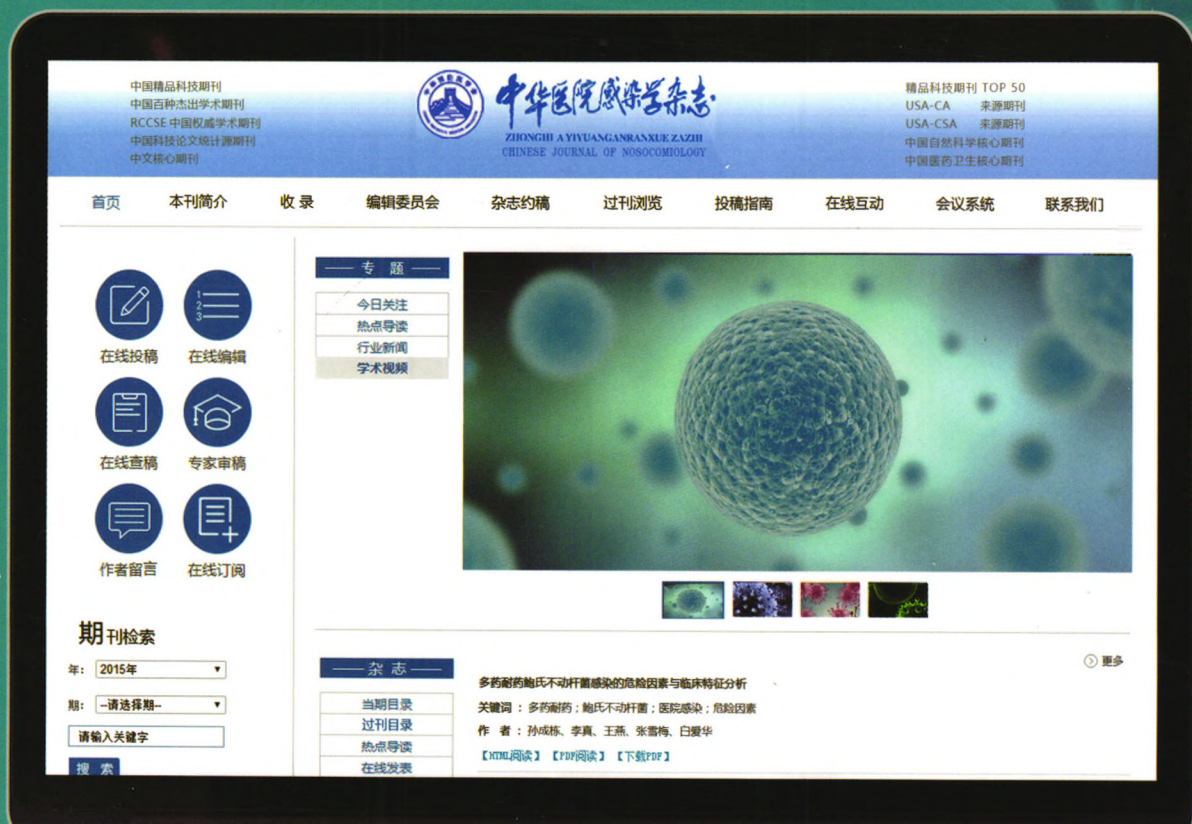 中国精品科技期刊
中国百种杰出学术期刊
RCCSE 中国权威学术期刊
中国科技论文统计源期刊
中文核心期刊
中华医院感染学杂志
ZHONGHUA YIYUANGANRANXUE ZAZHI
CHINESE JOURNAL OF NOSOCOMIOLOGY
精品科技期刊 TOP 50
USA-CA 来源期刊
USA-CSA 来源期刊
中国自然科学核心期刊
中国医药卫生核心期刊
首页 本刊简介 收 录 编辑委员会 杂志约稿 过刊浏览 投稿指南 在线互动 会议系统 联系我们
1
2
3
在线投稿 在线编辑
在线查稿 专家审稿
作者留言 在线订阅
期刊检索
年: 2015年
期: --请选择期--
请输入关键字
搜 索
专 题
今日关注
热点导读
行业新闻
学术视频
杂 志
当期目录
过刊目录
热点导读
在线发表
更多
多药耐药鲍氏不动杆菌感染的危险因素与临床特征分析
关键词 : 多药耐药 ; 鲍氏不动杆菌 ; 医院感染 ; 危险因素
作 者 : 孙成栋、李真、王燕、张雪梅、白爱华
【HTML阅读】 【PDF阅读】 【下载PDF】